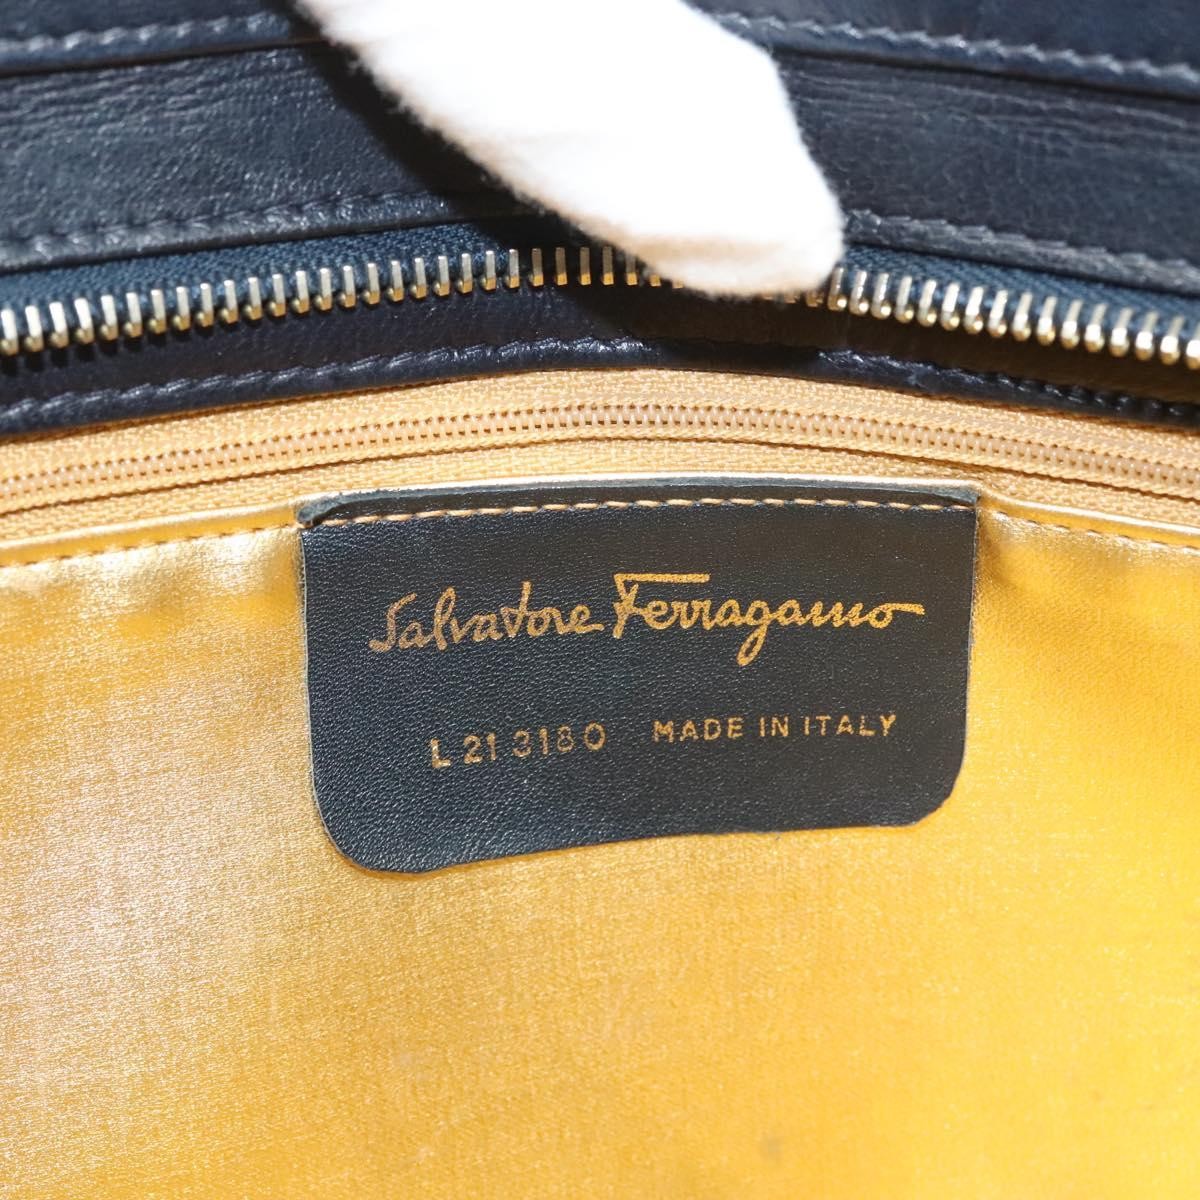 Salvatore Ferragamo
L 21 3180 MADE IN ITALY